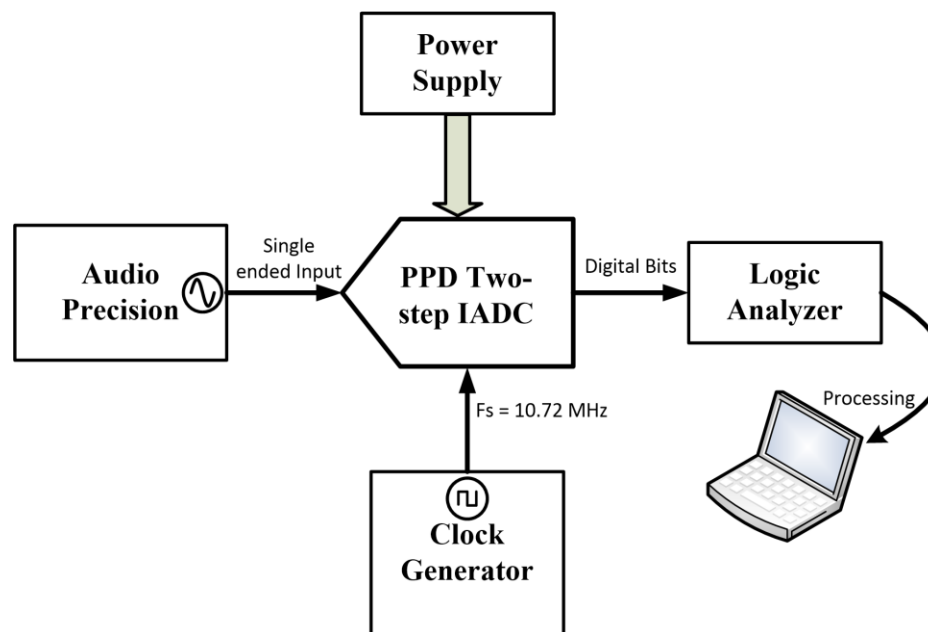 Power
Supply
Audio
Precision
Single
ended Input
PPD Two-
step IADC
Digital Bits
Logic
Analyzer
Fs = 10.72 MHz
Processing
Clock
Generator